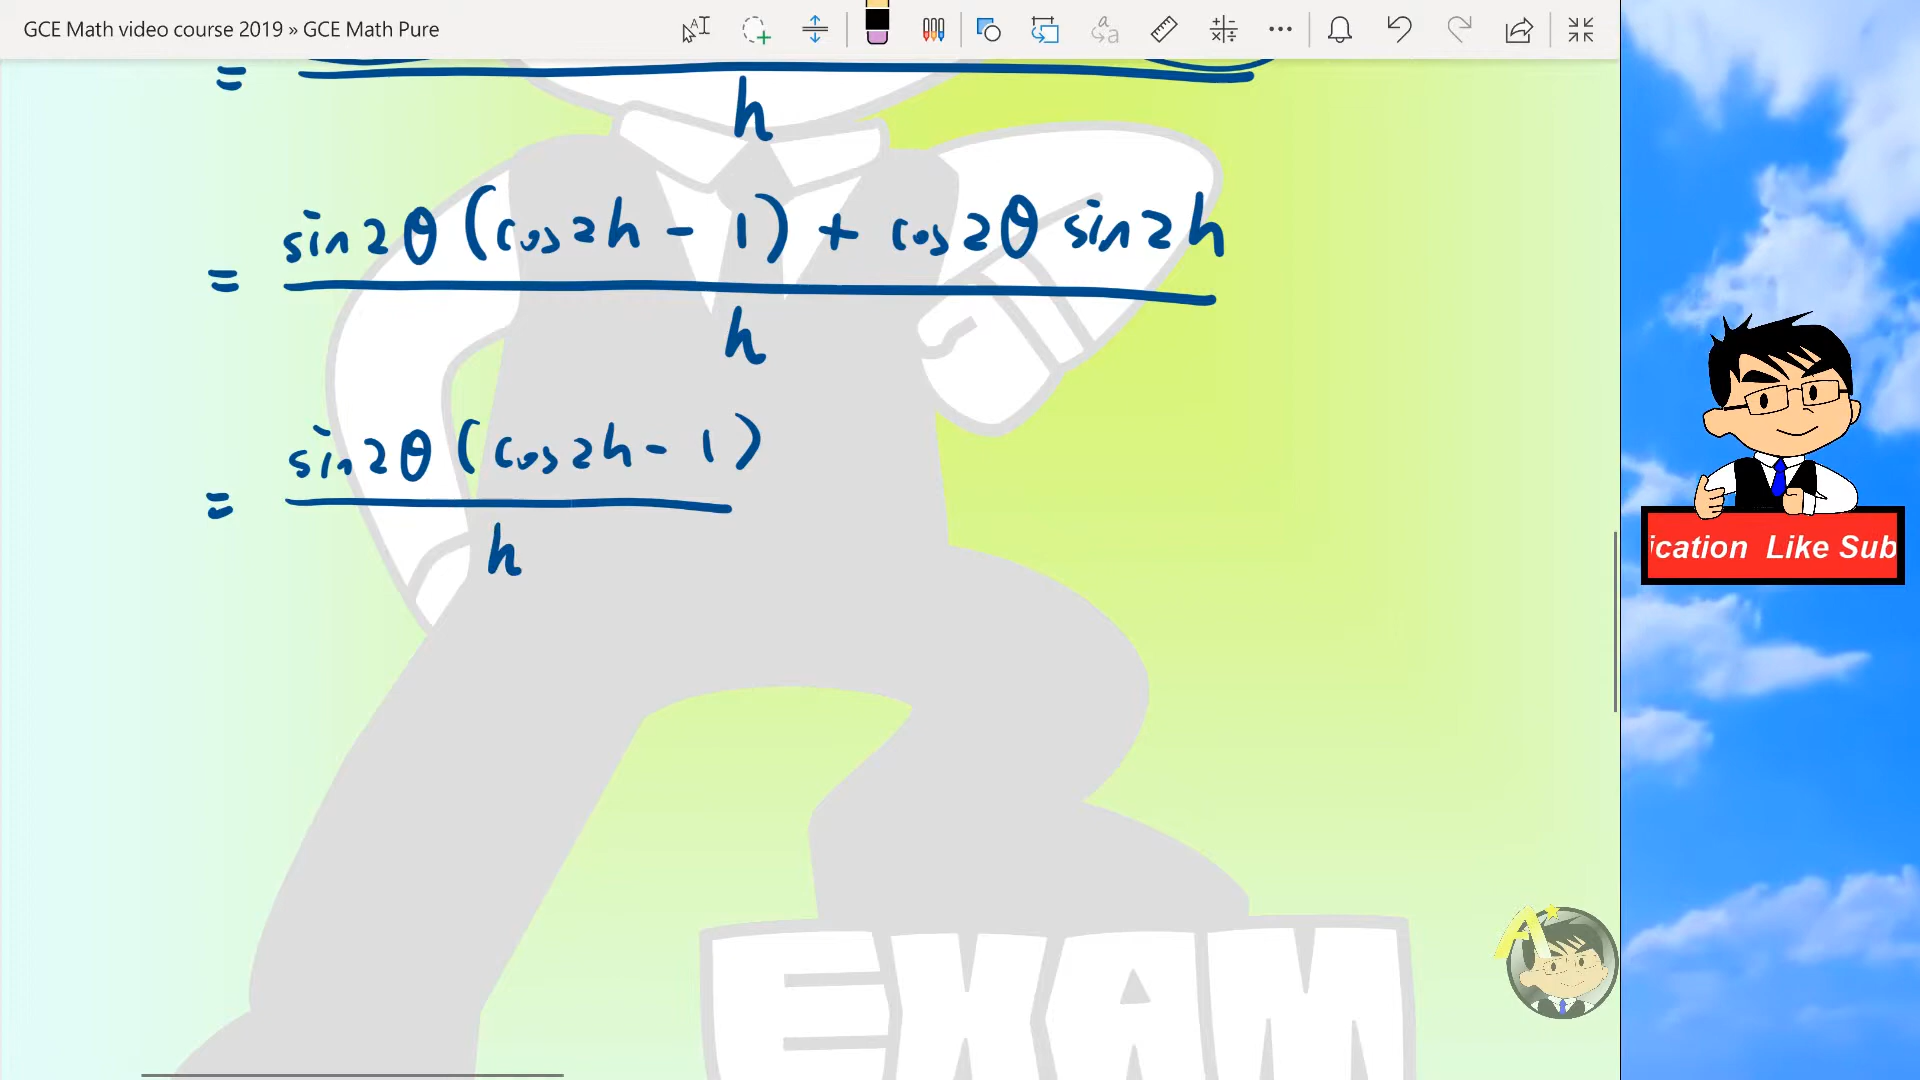 GCE Math video course 2019 » GCE Math Pure
=
h
sin2θ (cos2h - 1) + cos2θ sin2h
=
h
sin2θ (cos2h - 1)
=
h
ication Like Sub
A*
EXAM